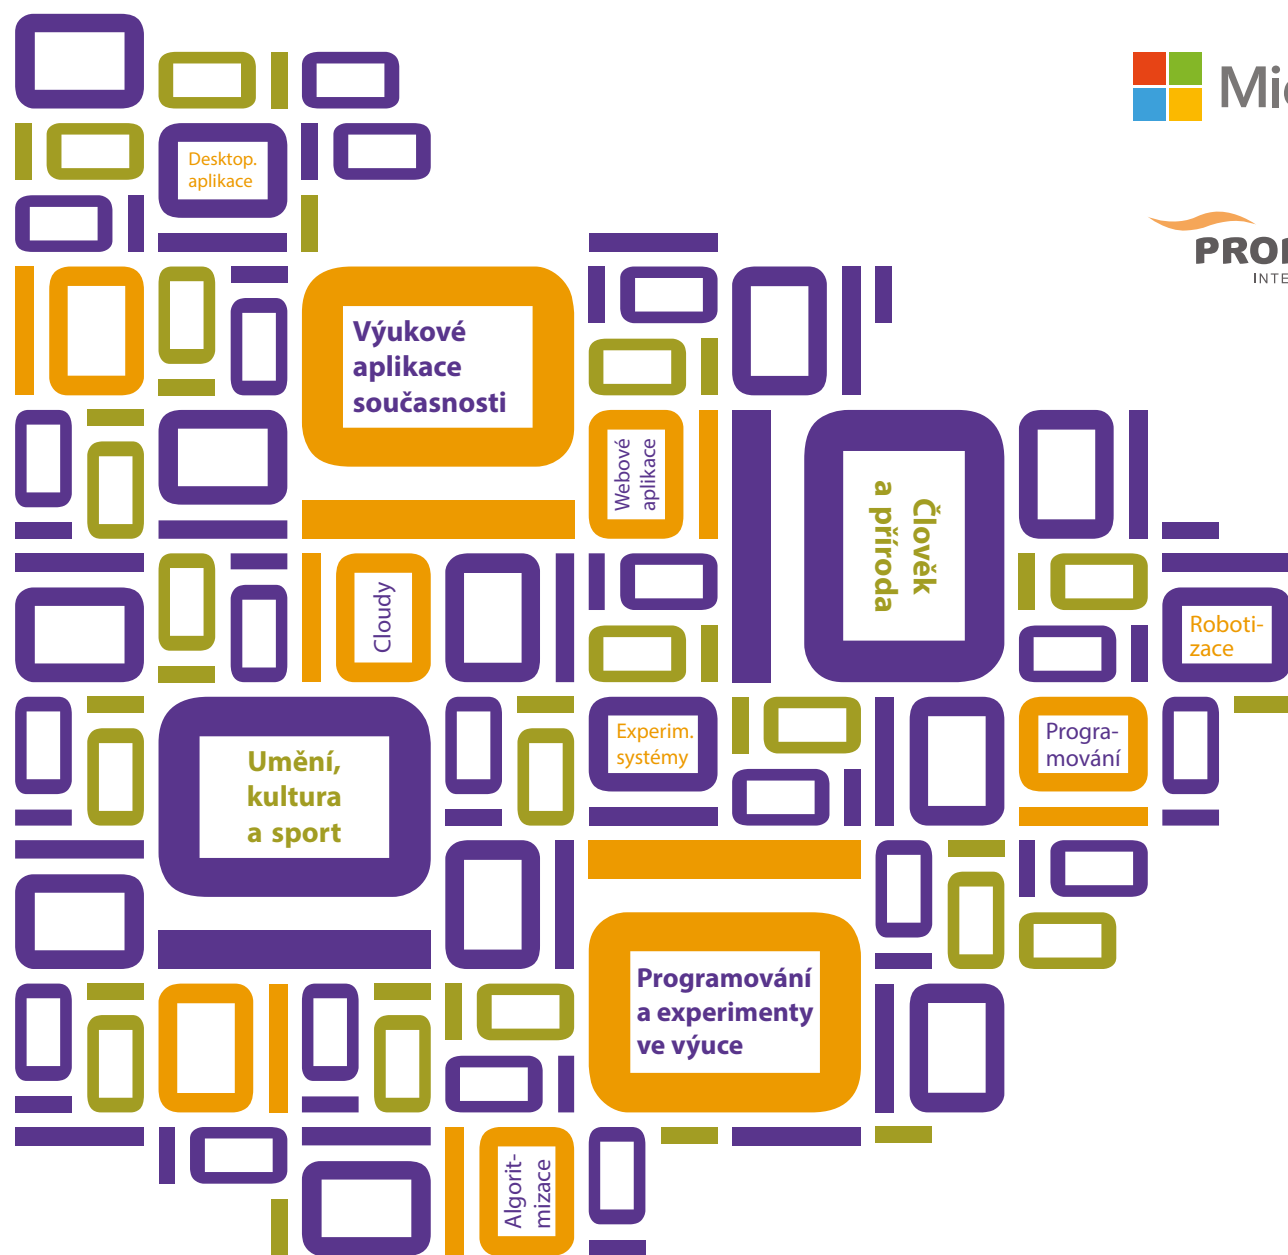 Desktop.
aplikace
Výukové
aplikace
současnosti
Webové
aplikace
Člověk
a příroda
Cloudy
Roboti-
zace
Umění,
kultura
a sport
Experim.
systémy
Progra-
mování
Programování
a experimenty
ve výuce
Algorit-
mizace